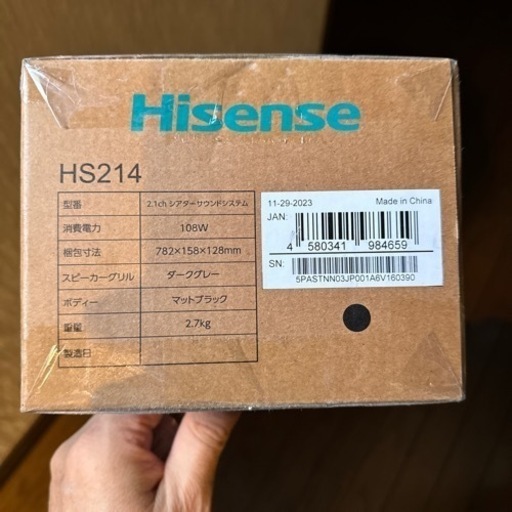 Hisense
HS214
型番 2.1ch シアターサウンドシステム
消費電力 108W
梱包寸法 782×158×128mm
スピーカーグリル ダークグレー
ボディー マットブラック
重量 2.7kg
製造日
11-29-2023 Made in China
JAN:
4 580341 984659
SN:
5PASTNN03JP001A6V160390